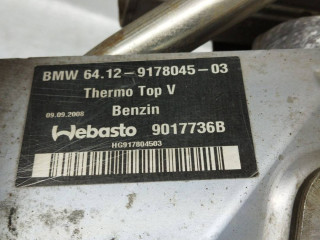 BMW 64.12-9178045-03
Thermo Top V
09.09.2008 Benzin
Webasto 9017736B
HG917804503